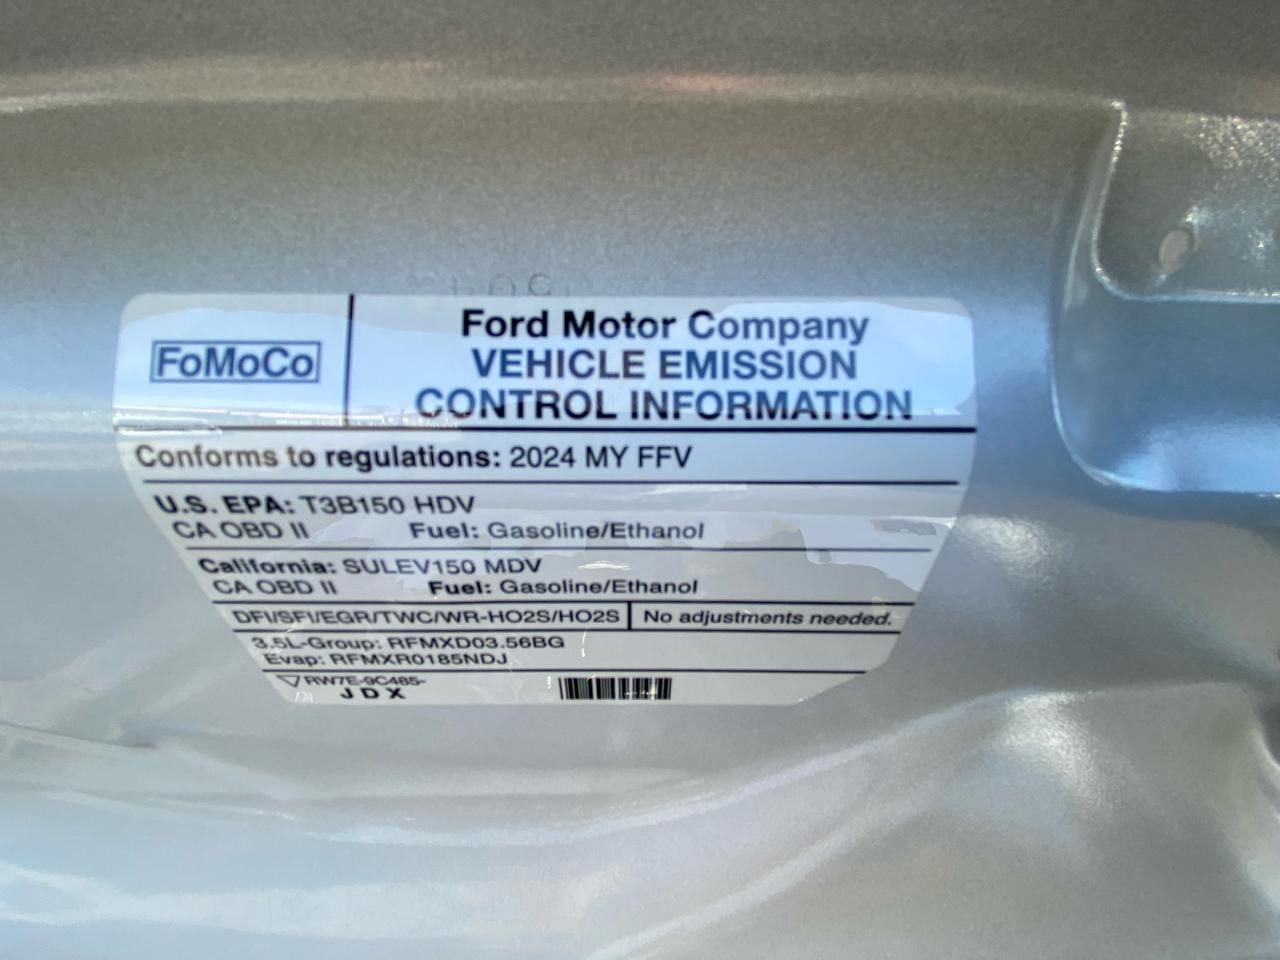 FoMoCo
Ford Motor Company
VEHICLE EMISSION
CONTROL INFORMATION
Conforms to regulations: 2024 MY FFV
U.S. EPA: T3B150 HDV
CA OBD II Fuel: Gasoline/Ethanol
California: SULEV150 MDV
CA OBD II Fuel: Gasoline/Ethanol
DFI/SFI/EGR/TWC/WR-HO2S/HO2S No adjustments needed.
3.5L-Group: RFMXD03.56BG
Evap: RFMXR0185NDJ
RW7E-9C485-
JDX